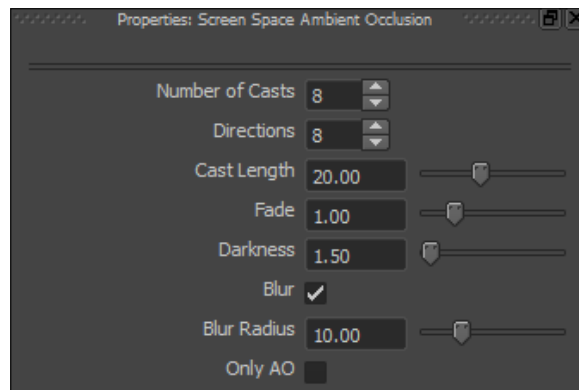 Properties: Screen Space Ambient Occlusion
Number of Casts 8
Directions 8
Cast Length 20.00
Fade 1.00
Darkness 1.50
Blur
Blur Radius 10.00
Only AO